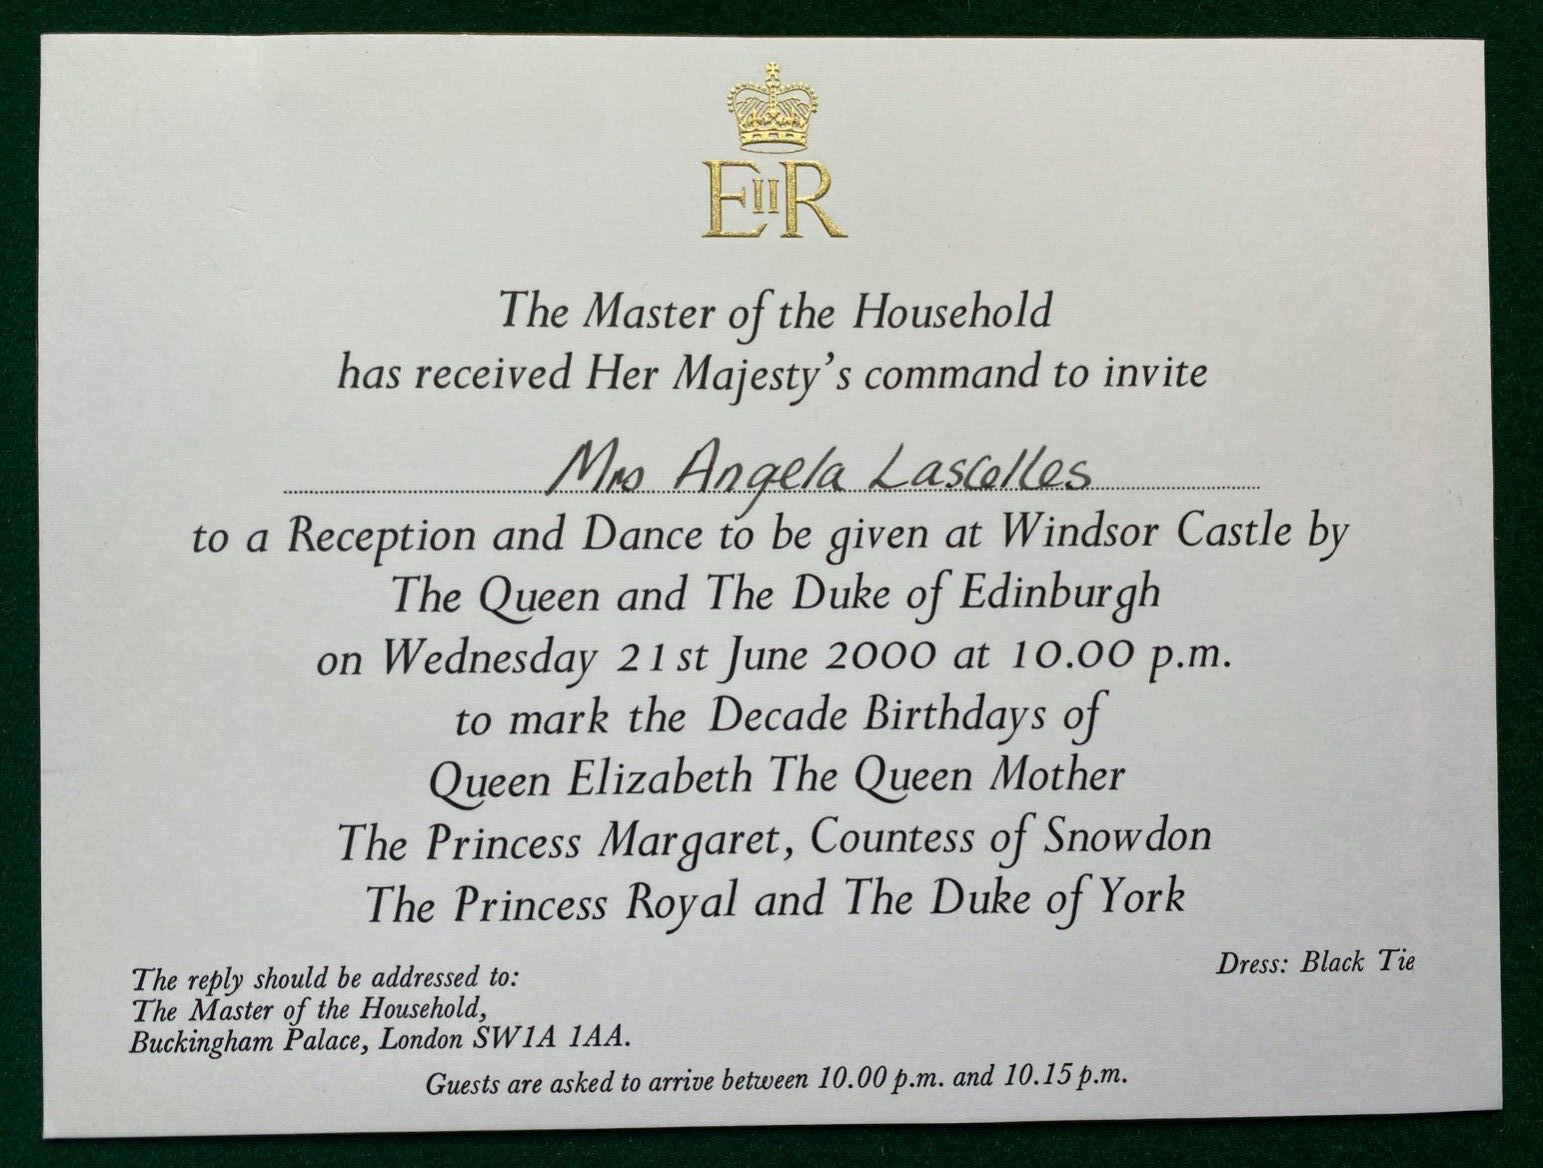 EIIR
The Master of the Household
has received Her Majesty's command to invite
Mrs Angela Lascelles
to a Reception and Dance to be given at Windsor Castle by
The Queen and The Duke of Edinburgh
on Wednesday 21st June 2000 at 10.00 p.m.
to mark the Decade Birthdays of
Queen Elizabeth The Queen Mother
The Princess Margaret, Countess of Snowdon
The Princess Royal and The Duke of York
Dress: Black Tie
The reply should be addressed to:
The Master of the Household,
Buckingham Palace, London SW1A 1AA.
Guests are asked to arrive between 10.00 p.m. and 10.15 p.m.